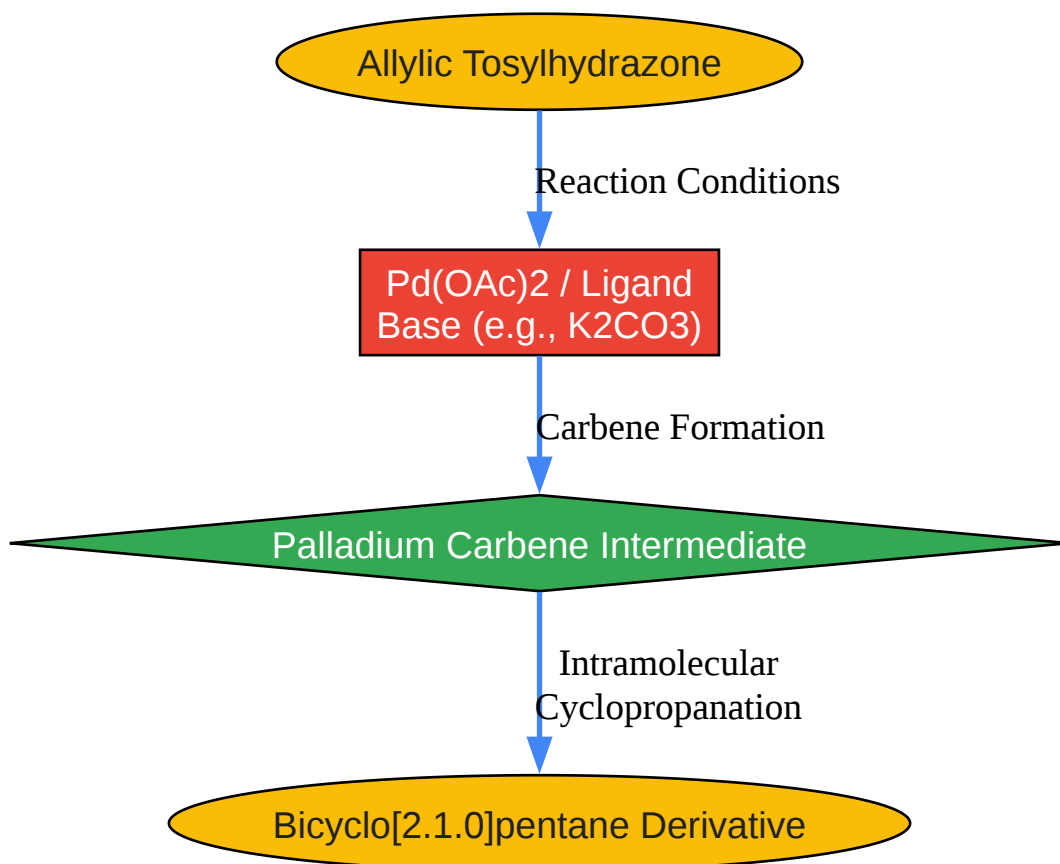 Allylic Tosylhydrazone
Reaction Conditions
Pd(OAc)2 / Ligand
Base (e.g., K2CO3)
Carbene Formation
Palladium Carbene Intermediate
Intramolecular
Cyclopropanation
Bicyclo[2.1.0]pentane Derivative